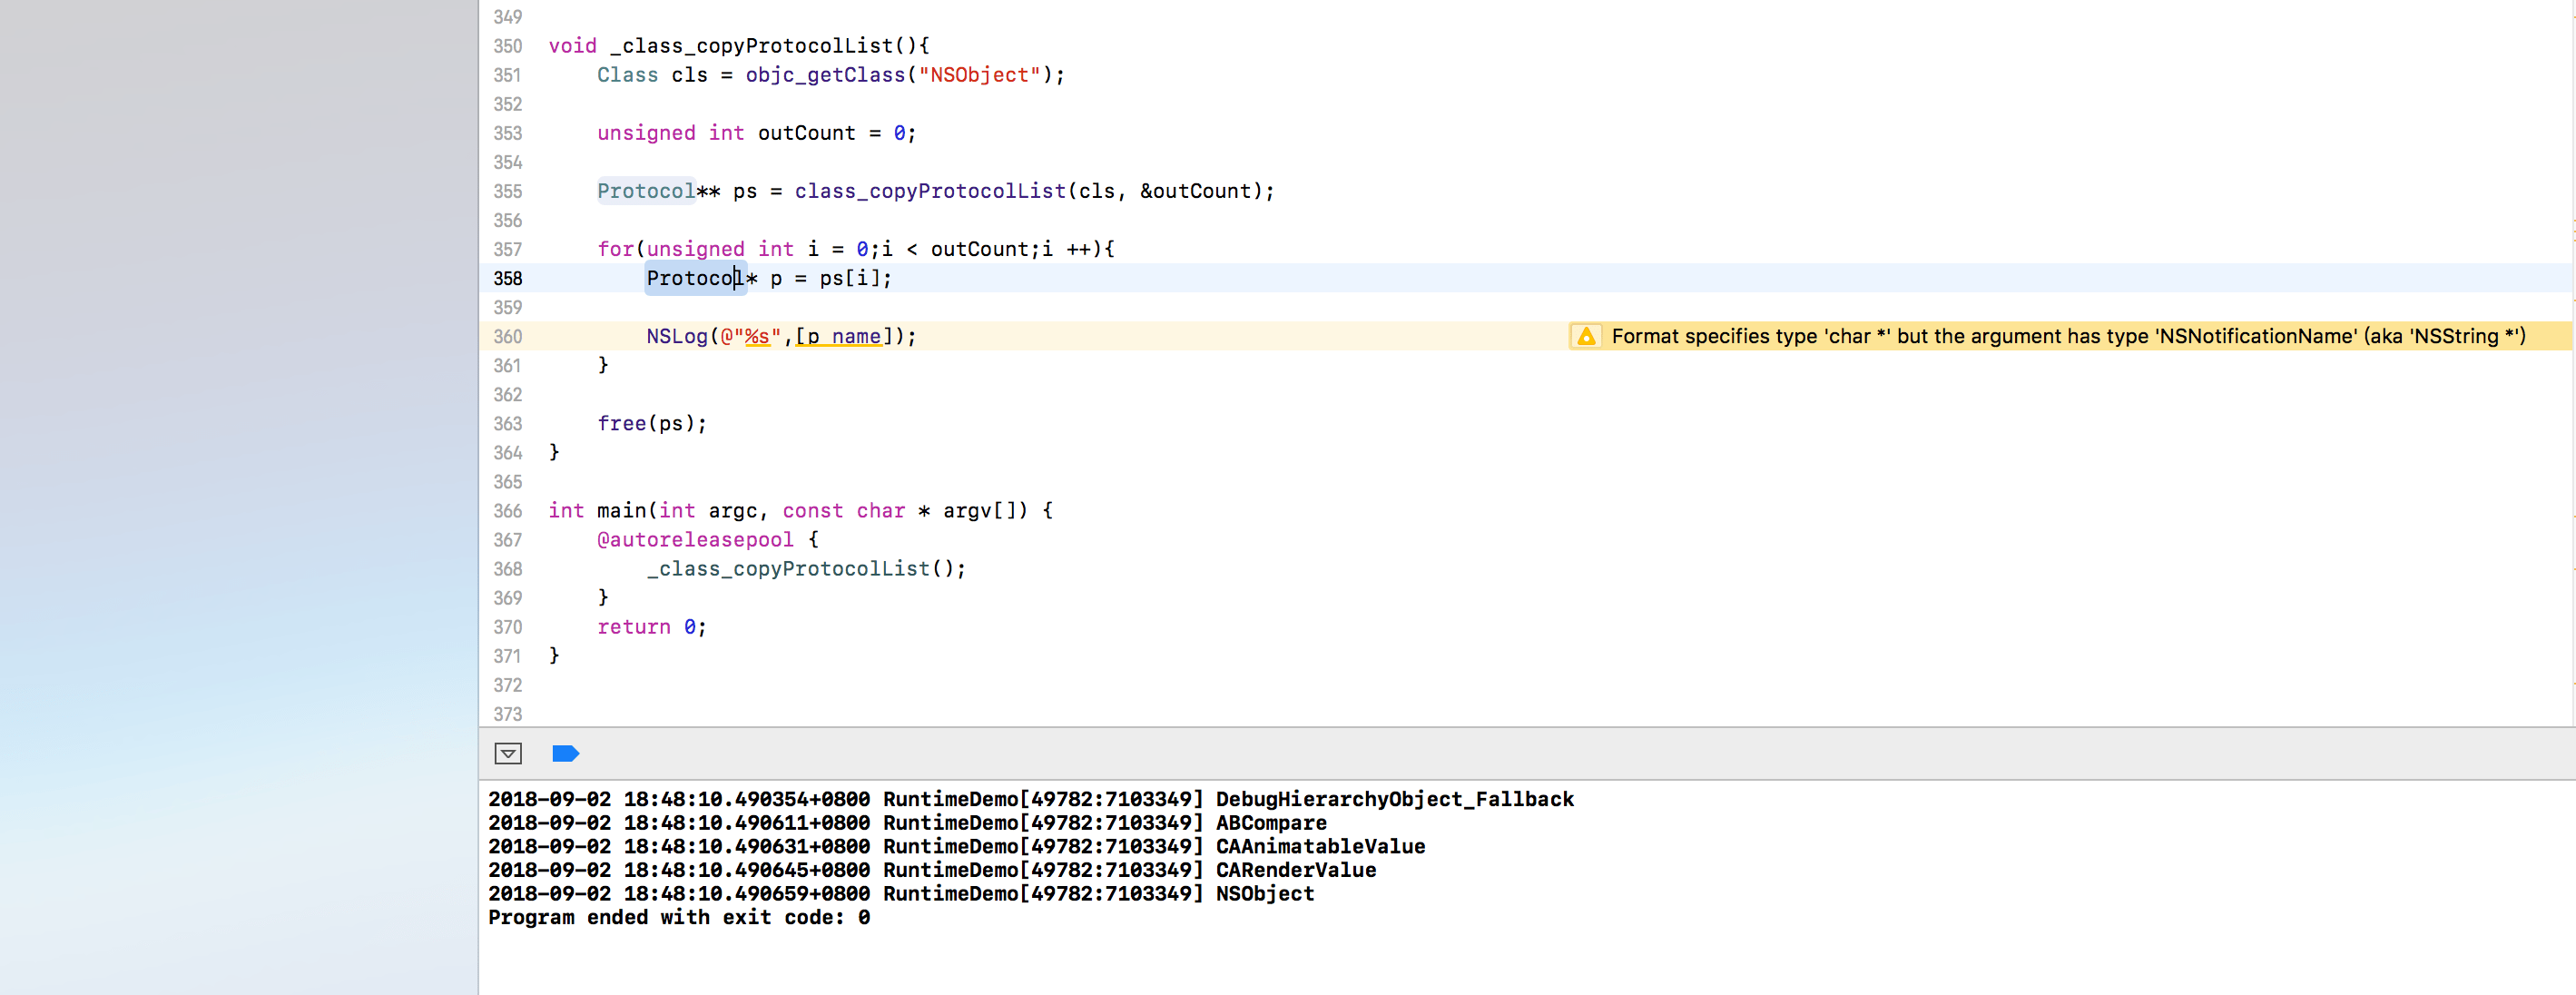 349
350 void _class_copyProtocolList(){
351 Class cls = objc_getClass("NSObject");
352
353 unsigned int outCount = 0;
354
355 Protocol** ps = class_copyProtocolList(cls, &outCount);
356
357 for(unsigned int i = 0;i < outCount;i ++){
358 Protocol* p = ps[i];
359
360 NSLog(@"%s",[p name]); Format specifies type 'char *' but the argument has type 'NSNotificationName' (aka 'NSString *')
361 }
362
363 free(ps);
364 }
365
366 int main(int argc, const char * argv[]) {
367 @autoreleasepool {
368 _class_copyProtocolList();
369 }
370 return 0;
371 }
372
373
2018-09-02 18:48:10.490354+0800 RuntimeDemo[49782:7103349] DebugHierarchyObject_Fallback
2018-09-02 18:48:10.490611+0800 RuntimeDemo[49782:7103349] ABCompare
2018-09-02 18:48:10.490631+0800 RuntimeDemo[49782:7103349] CAAnimatableValue
2018-09-02 18:48:10.490645+0800 RuntimeDemo[49782:7103349] CARenderValue
2018-09-02 18:48:10.490659+0800 RuntimeDemo[49782:7103349] NSObject
Program ended with exit code: 0